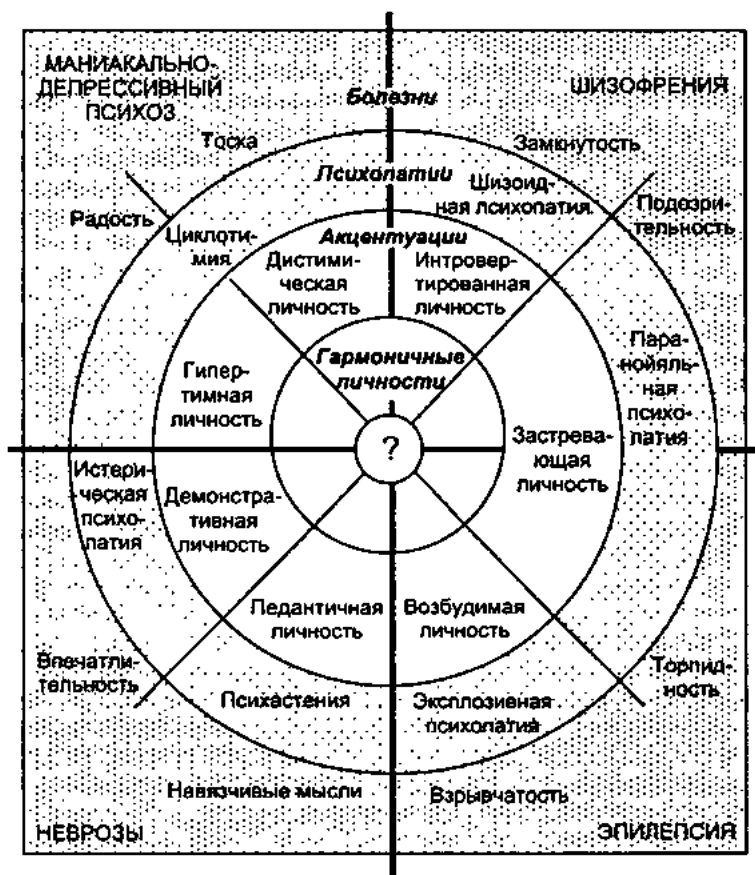 МАНИАКАЛЬНО-
ДЕПРЕССИВНЫЙ
ПСИХОЗ
Болезни
ШИЗОФРЕНИЯ
Тоска
Замкнутость
Психопатии
Шизоид-
ная психопатия
Радость
Подозри-
тельность
Циклоти-
мия
Акцентуации
Дистими-
ческая
личность
Интровер-
тированная
личность
Гармоничные
личности
Гипер-
тимная
личность
Пара-
нойяль-
ная
психо-
патия
?
Застрева-
ющая
личность
Истери-
ческая
психо-
патия
Демонстра-
тивная
личность
Педантичная
личность
Возбудимая
личность
Впечатли-
тельность
Торпид-
ность
Психастения
Эксплозивная
психопатия
Навязчивые мысли
Взрывчатость
НЕВРОЗЫ
ЭПИЛЕПСИЯ